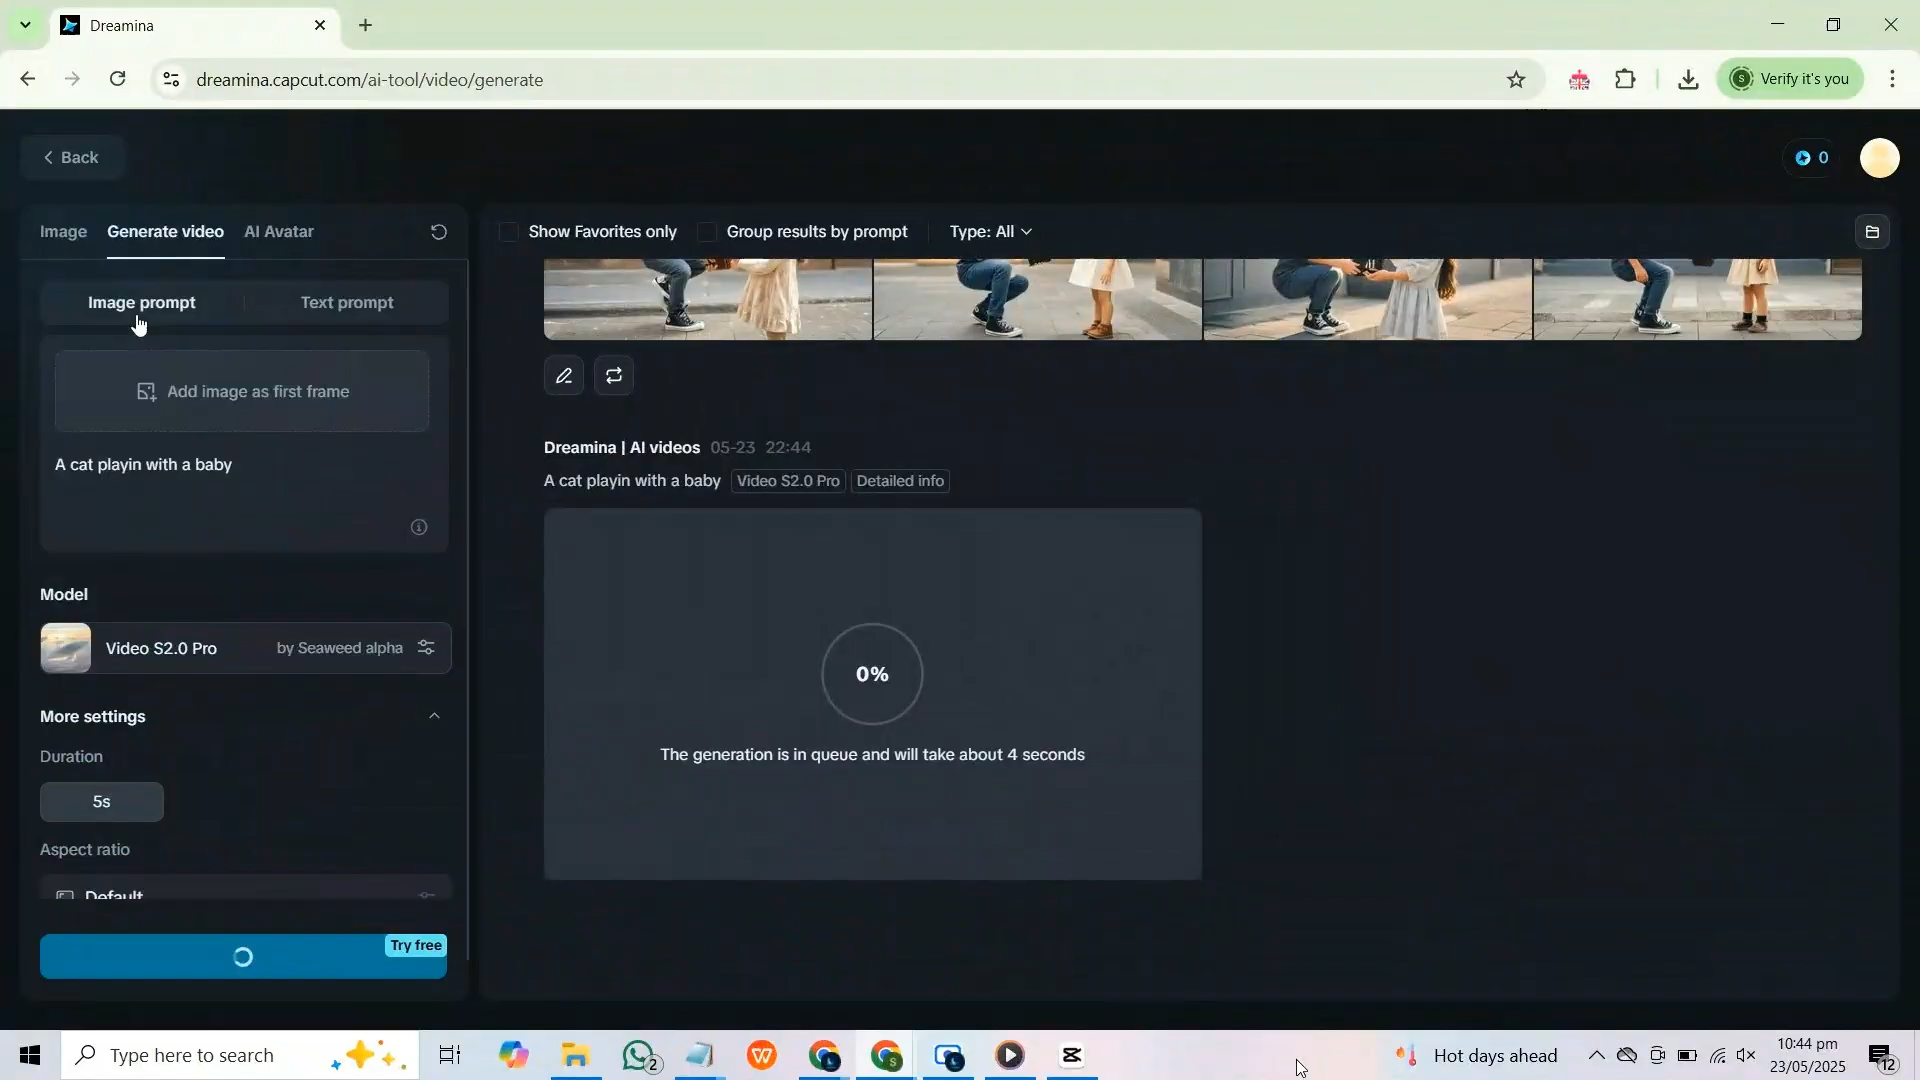 Dreamina
dreamina.capcut.com/ai-tool/video/generate
S
Verify it's you
Back
0
Image
Generate video
AI Avatar
Show Favorites only
Group results by prompt
Type: All
Image prompt
Text prompt
Add image as first frame
A cat playin with a baby
Dreamina | AI videos 05-23 22:44
A cat playin with a baby Video S2.0 Pro Detailed info
0%
The generation is in queue and will take about 4 seconds
Model
Video S2.0 Pro by Seaweed alpha
More settings
Duration
5s
Aspect ratio
Default
Try free
Type here to search
2
Hot days ahead
10:44 pm
23/05/2025
12